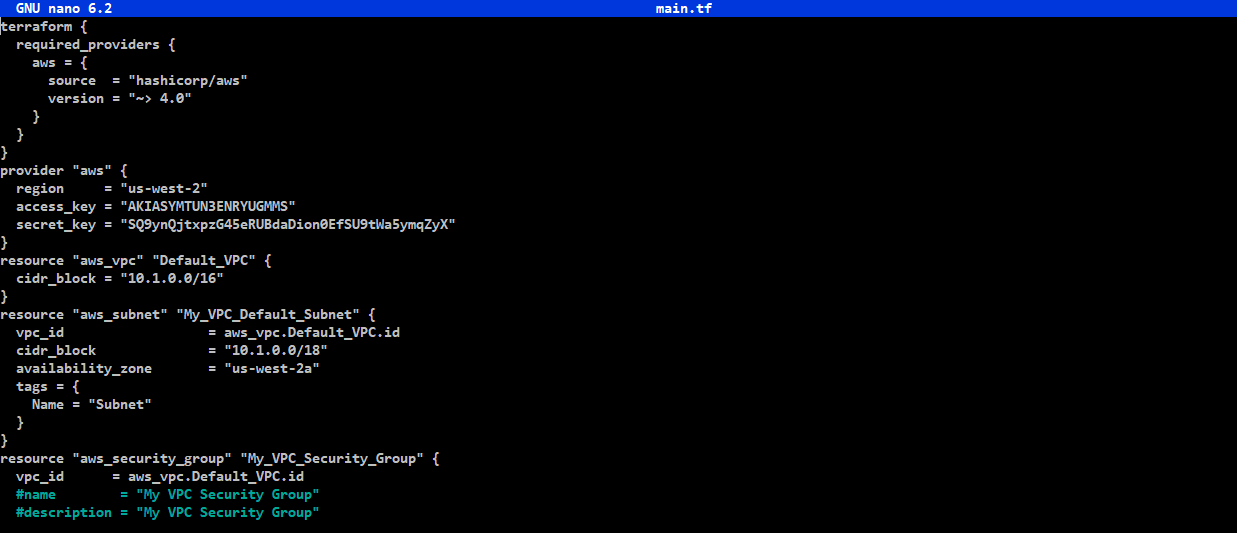 GNU nano 6.2 main.tf
terraform {
  required_providers {
    aws = {
      source  = "hashicorp/aws"
      version = "~> 4.0"
    }
  }
}
provider "aws" {
  region     = "us-west-2"
  access_key = "AKIASYMTUN3ENRYUGMMS"
  secret_key = "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"
}
resource "aws_vpc" "Default_VPC" {
  cidr_block = "10.1.0.0/16"
}
resource "aws_subnet" "My_VPC_Default_Subnet" {
  vpc_id                  = aws_vpc.Default_VPC.id
  cidr_block              = "10.1.0.0/18"
  availability_zone       = "us-west-2a"
  tags = {
    Name = "Subnet"
  }
}
resource "aws_security_group" "My_VPC_Security_Group" {
  vpc_id      = aws_vpc.Default_VPC.id
  #name        = "My VPC Security Group"
  #description = "My VPC Security Group"